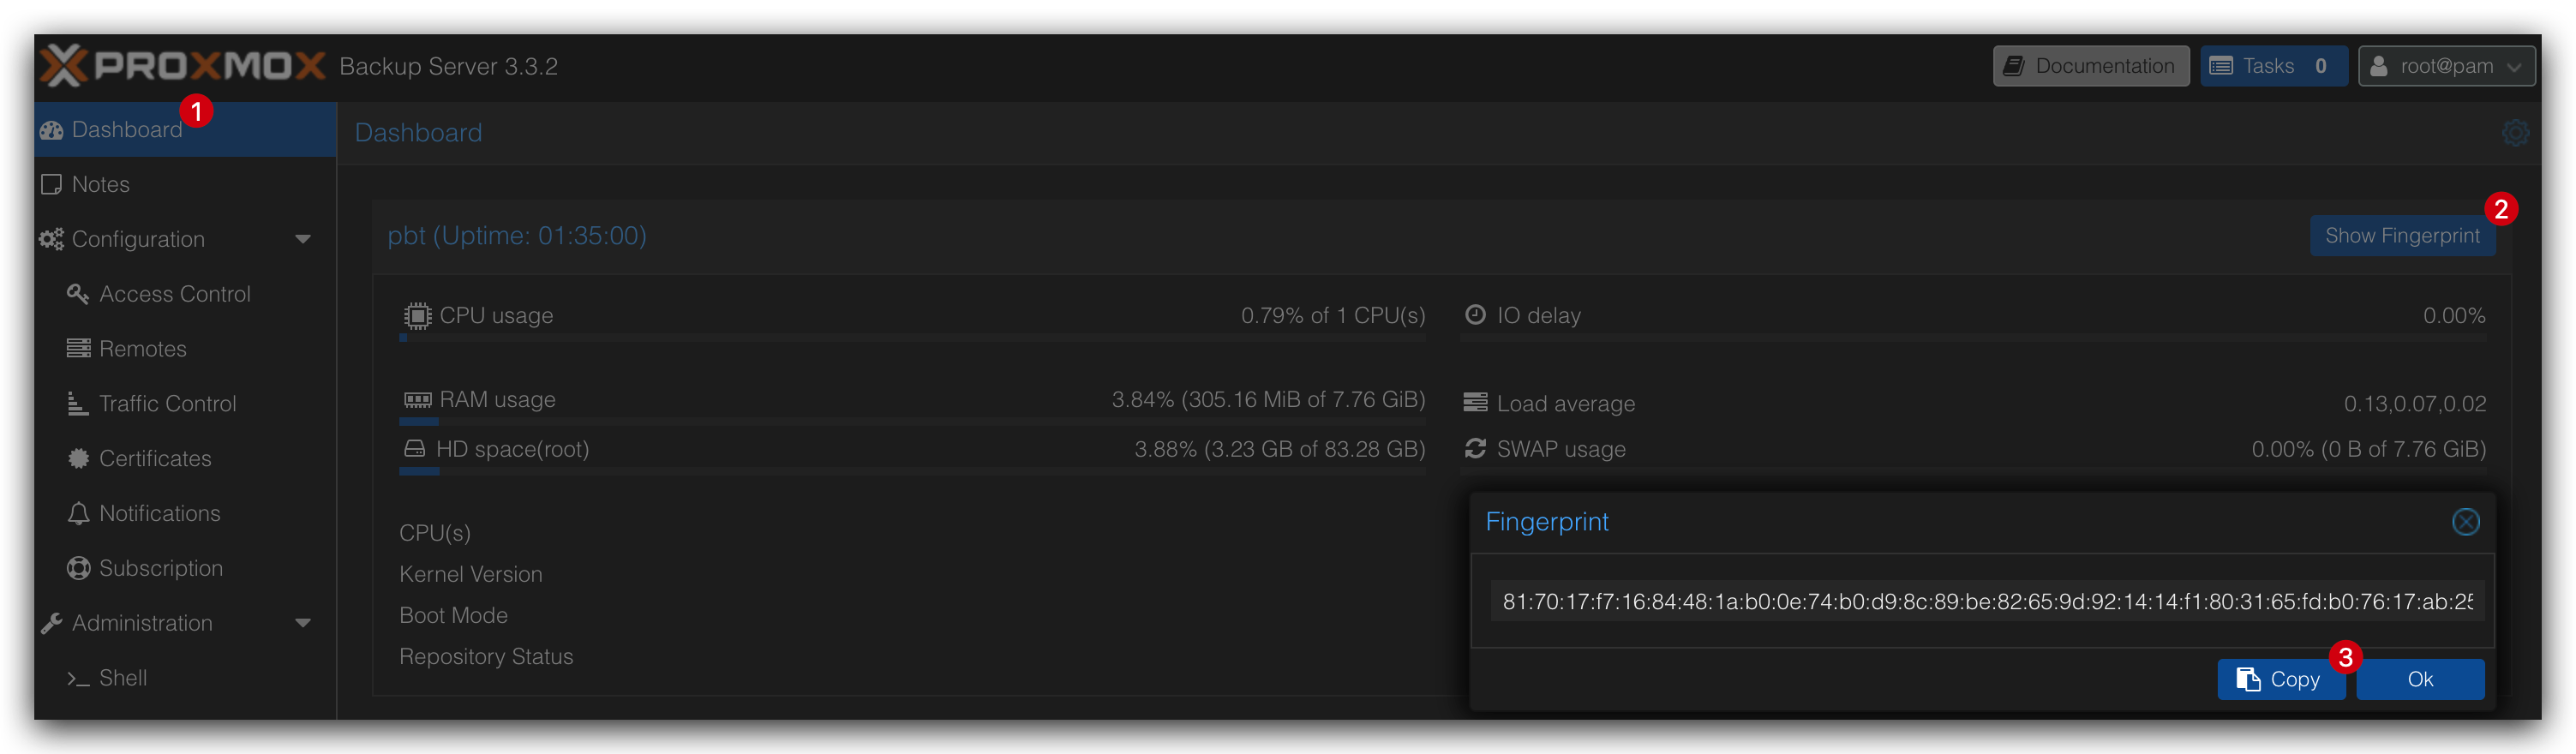 PROXMOX Backup Server 3.3.2
Documentation
Tasks 0
root@pam
Dashboard
1
Notes
Configuration
Access Control
Remotes
Traffic Control
Certificates
Notifications
Subscription
Administration
Shell
Dashboard
pbt (Uptime: 01:35:00)
Show Fingerprint
2
CPU usage 0.79% of 1 CPU(s)
IO delay 0.00%
RAM usage 3.84% (305.16 MiB of 7.76 GiB)
Load average 0.13,0.07,0.02
HD space(root) 3.88% (3.23 GB of 83.28 GB)
SWAP usage 0.00% (0 B of 7.76 GiB)
CPU(s)
Kernel Version
Boot Mode
Repository Status
Fingerprint
81:70:17:f7:16:84:48:1a:b0:0e:74:b0:d9:8c:89:be:82:65:9d:92:14:14:f1:80:31:65:fd:b0:76:17:ab:25
3
Copy
Ok